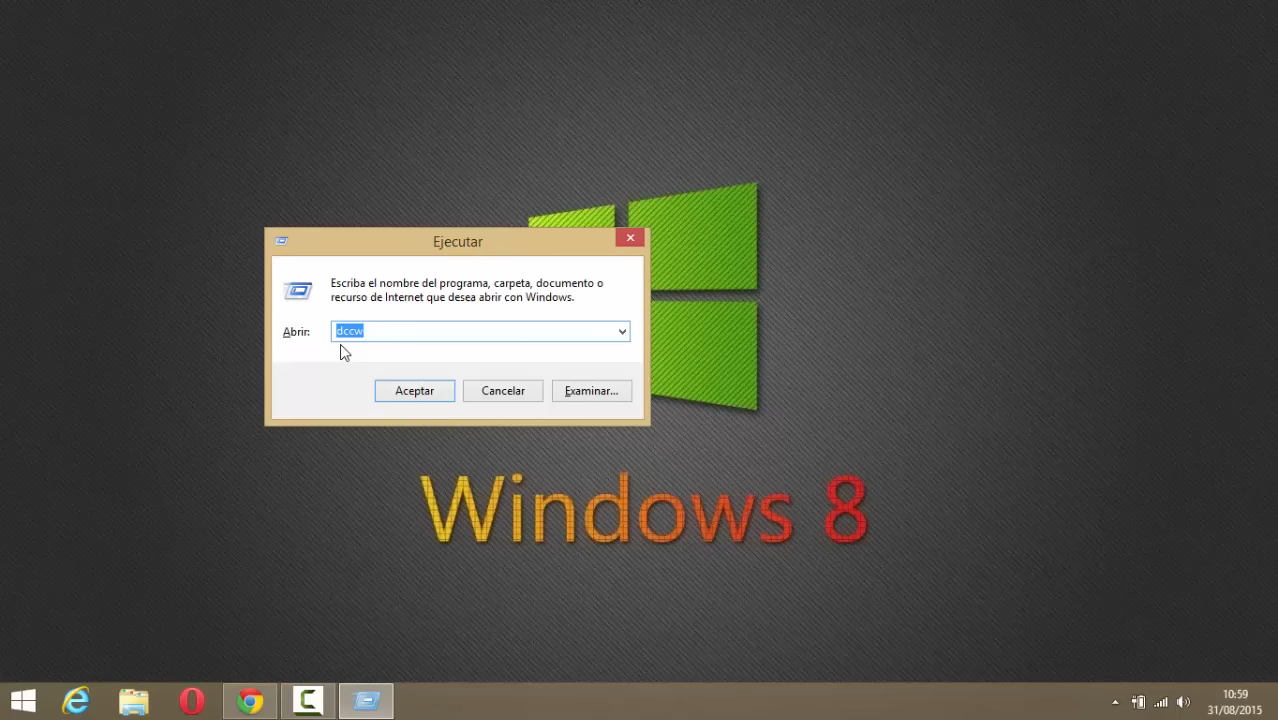 Ejecutar
Escriba el nombre del programa, carpeta, documento o
recurso de Internet que desea abrir con Windows.
Abrir: dccw
Aceptar Cancelar Examinar...
Windows 8
10:59
31/08/2015